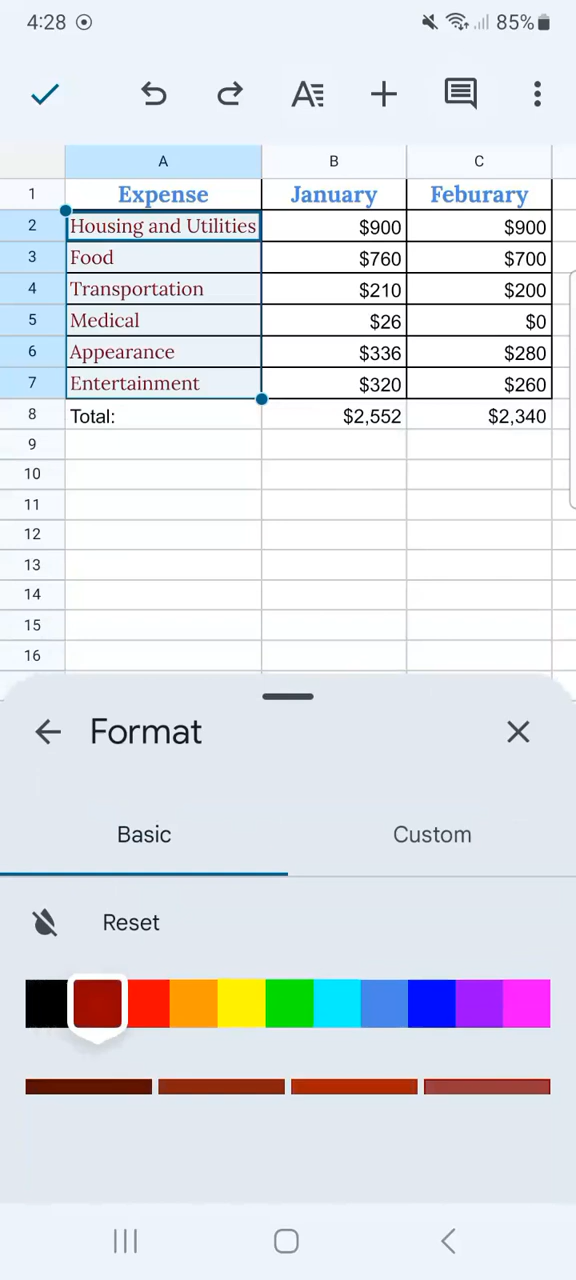 4:28 85%
A B C
1 Expense January Feburary
2 Housing and Utilities $900 $900
3 Food $760 $700
4 Transportation $210 $200
5 Medical $26 $0
6 Appearance $336 $280
7 Entertainment $320 $260
8 Total: $2,552 $2,340
9
10
11
12
13
14
15
16
Format
Basic Custom
Reset